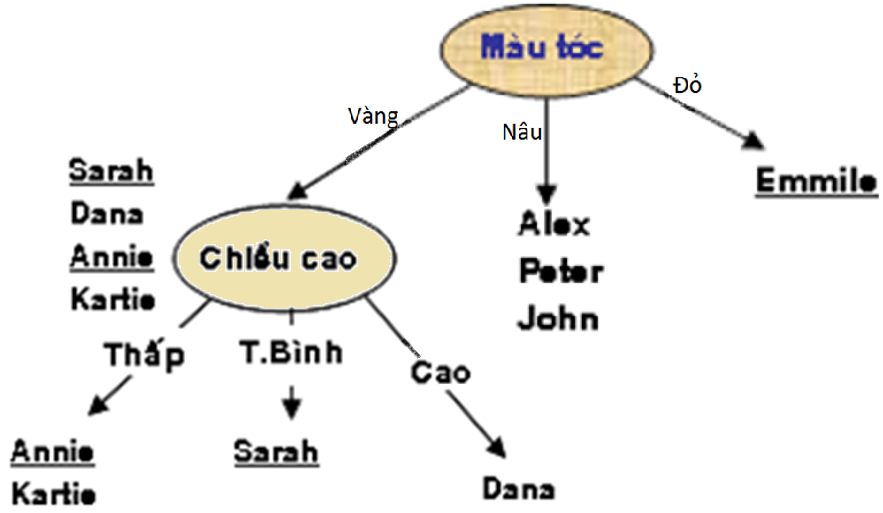 Màu tóc
Vàng
Nâu
Đỏ
Emmile
Sarah
Dana
Annie
Kartie
Chiều cao
Alex
Peter
John
Thấp
T.Bình
Cao
Annie
Kartie
Sarah
Dana